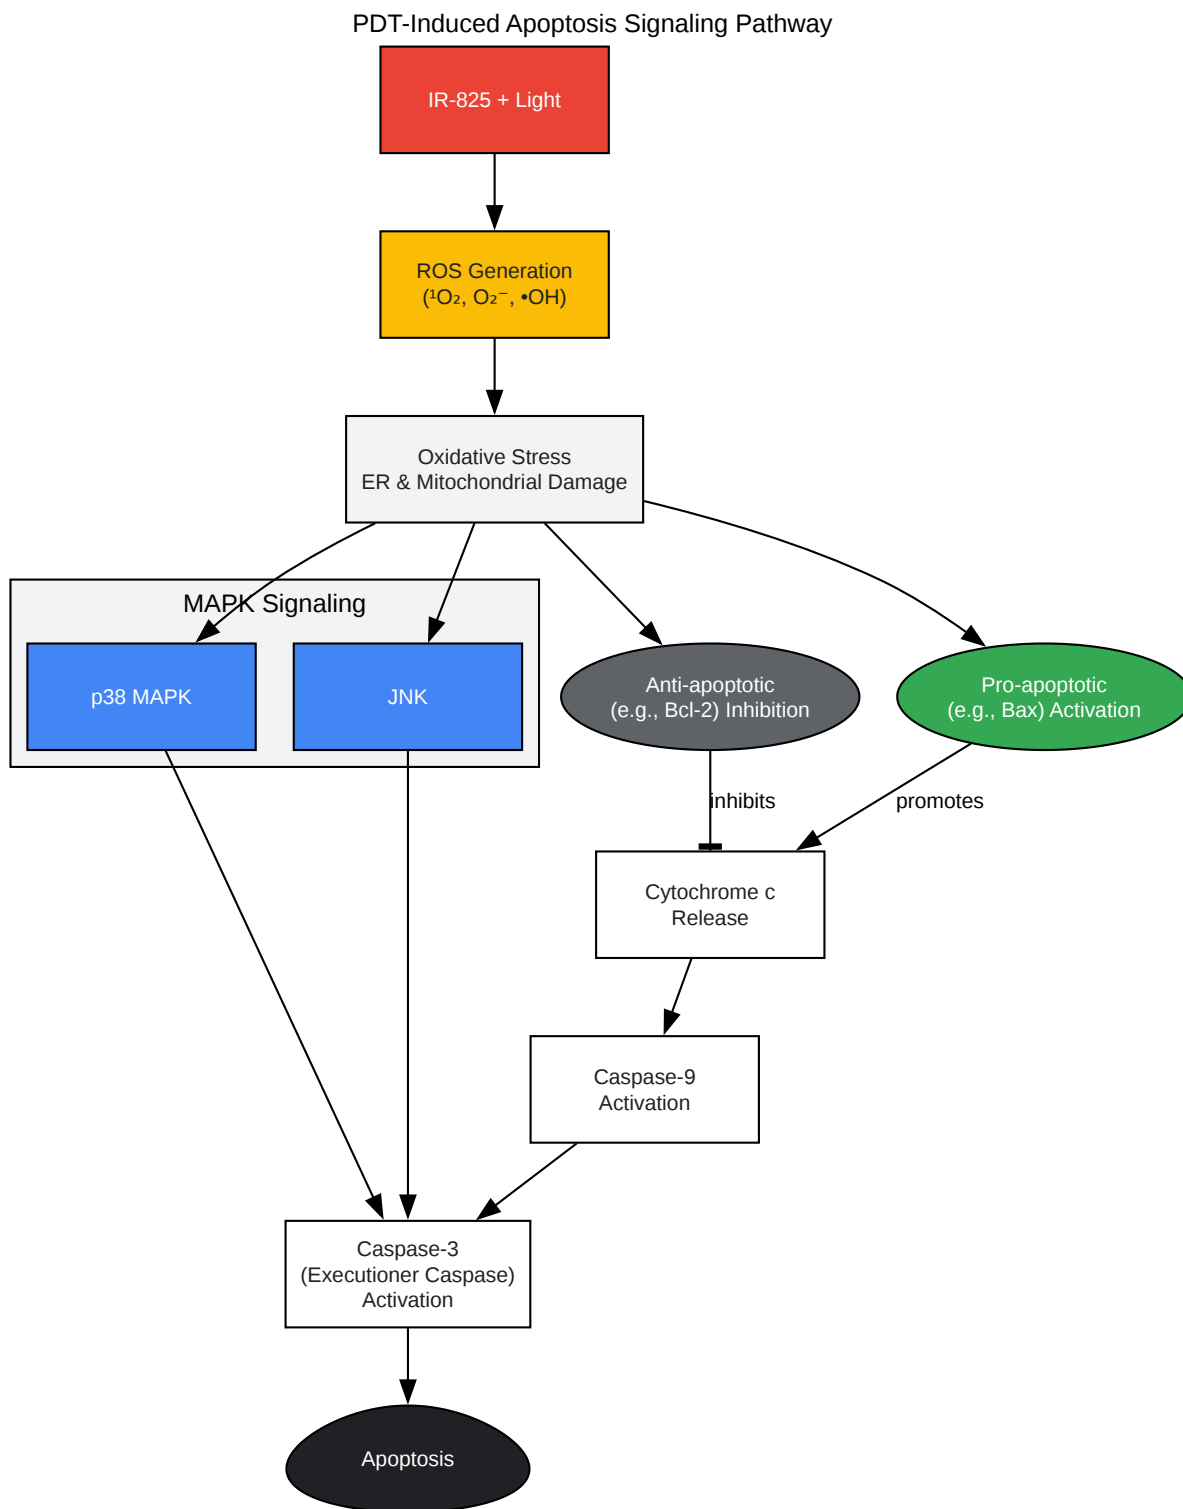 PDT-Induced Apoptosis Signaling Pathway
IR-825 + Light
ROS Generation
(¹O₂, O₂⁻, •OH)
Oxidative Stress
ER & Mitochondrial Damage
MAPK Signaling
p38 MAPK
JNK
Anti-apoptotic
(e.g., Bcl-2) Inhibition
Pro-apoptotic
(e.g., Bax) Activation
inhibits
promotes
Cytochrome c
Release
Caspase-9
Activation
Caspase-3
(Executioner Caspase)
Activation
Apoptosis